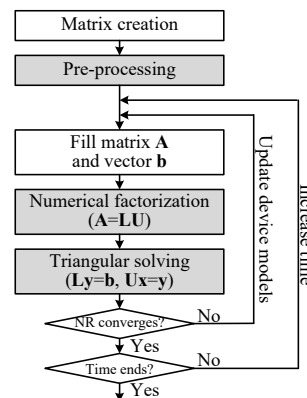 Matrix creation
Pre-processing
Fill matrix A
and vector b
Numerical factorization
(A=LU)
Triangular solving
(Ly=b, Ux=y)
NR converges?
No
Yes
Time ends?
No
Yes
Update device models
Increase time